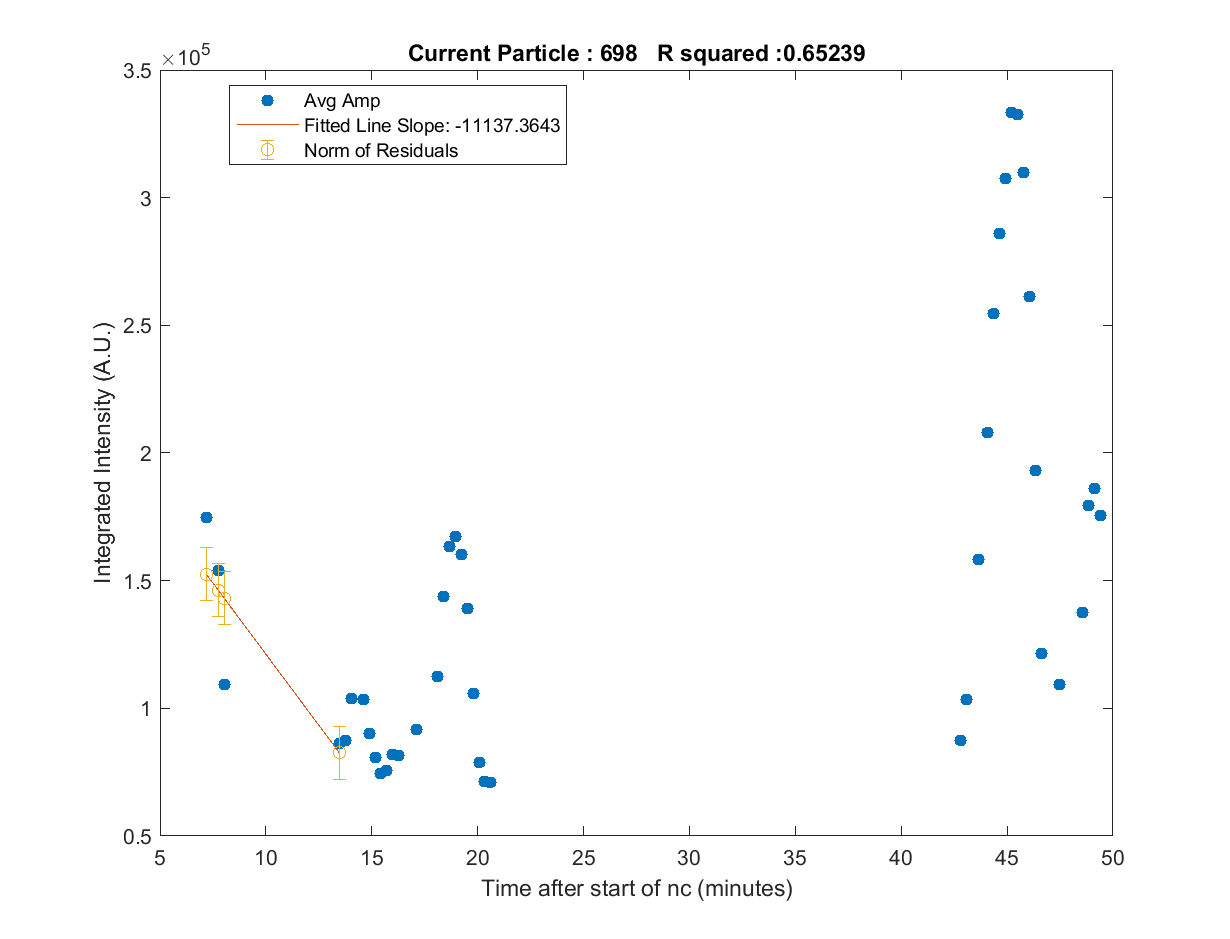 Current Particle : 698 R squared :0.65239
×10^5
3.5
3
2.5
2
1.5
1
0.5
Integrated Intensity (A.U.)
Avg Amp
Fitted Line Slope: -11137.3643
Norm of Residuals
5 10 15 20 25 30 35 40 45 50
Time after start of nc (minutes)